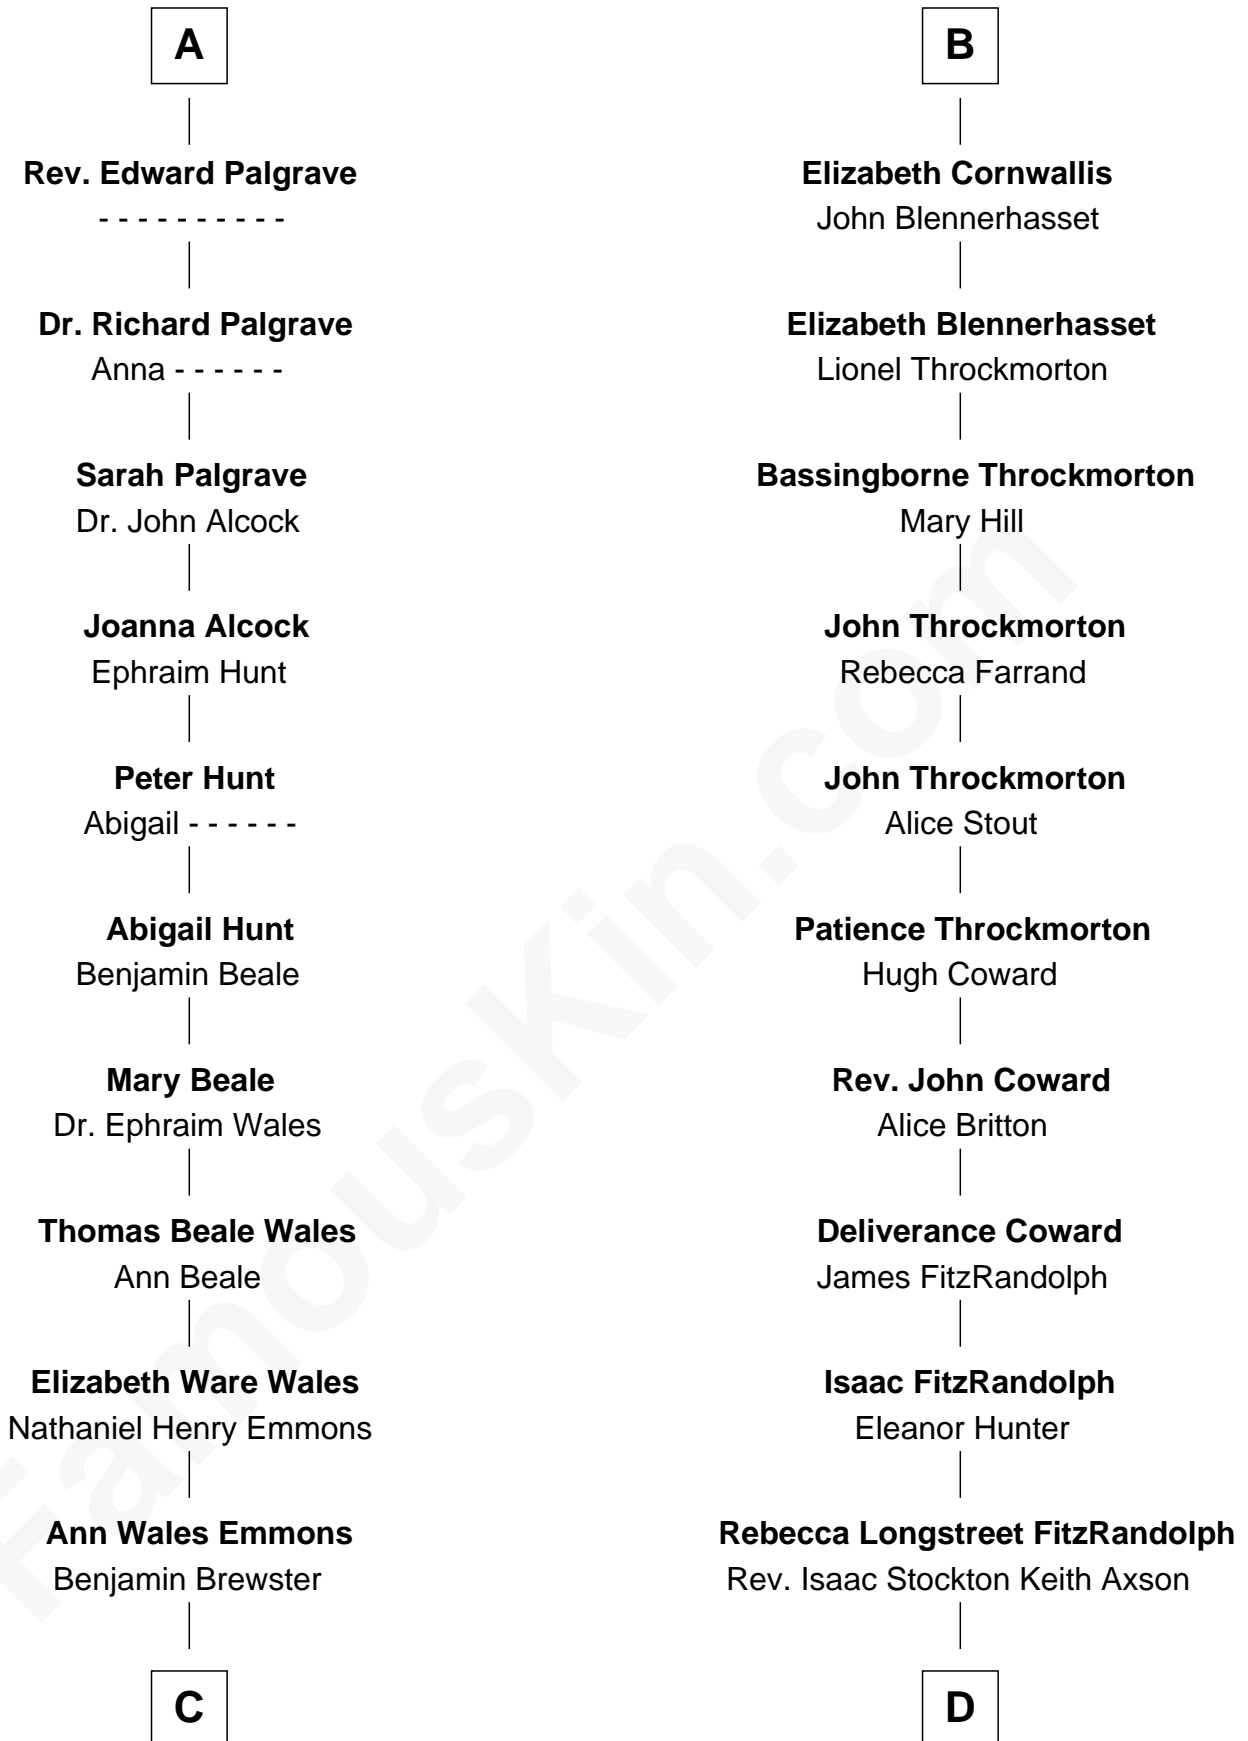 A
Rev. Edward Palgrave
- - - - - - - - - -
Dr. Richard Palgrave
Anna - - - - - -
Sarah Palgrave
Dr. John Alcock
Joanna Alcock
Ephraim Hunt
Peter Hunt
Abigail - - - - - -
Abigail Hunt
Benjamin Beale
Mary Beale
Dr. Ephraim Wales
Thomas Beale Wales
Ann Beale
Elizabeth Ware Wales
Nathaniel Henry Emmons
Ann Wales Emmons
Benjamin Brewster
C
B
Elizabeth Cornwallis
John Blennerhasset
Elizabeth Blennerhasset
Lionel Throckmorton
Bassingborne Throckmorton
Mary Hill
John Throckmorton
Rebecca Farrand
John Throckmorton
Alice Stout
Patience Throckmorton
Hugh Coward
Rev. John Coward
Alice Britton
Deliverance Coward
James FitzRandolph
Isaac FitzRandolph
Eleanor Hunter
Rebecca Longstreet FitzRandolph
Rev. Isaac Stockton Keith Axson
D
FamousKin.com